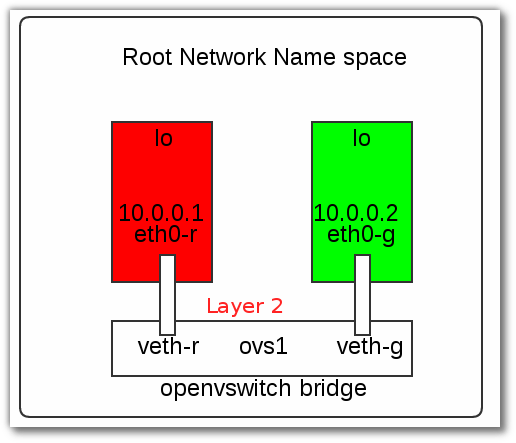 Root Network Name space
lo lo
10.0.0.1 10.0.0.2
eth0-r eth0-g
Layer 2
veth-r ovs1 veth-g
openvswitch bridge